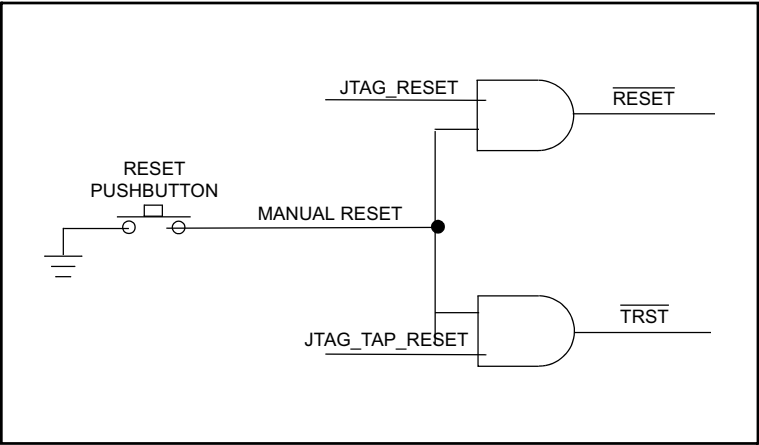 JTAG_RESET
RESET
RESET
PUSHBUTTON
MANUAL RESET
TRST
JTAG_TAP_RESET